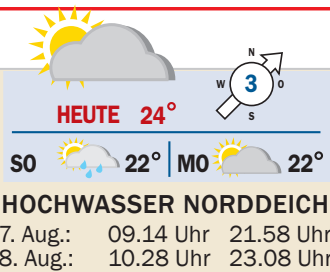 N
W 3 O
S
HEUTE 24°
SO 22° MO 22°
HOCHWASSER NORDDEICH
7. Aug.: 09.14 Uhr 21.58 Uhr
8. Aug.: 10.28 Uhr 23.08 Uhr